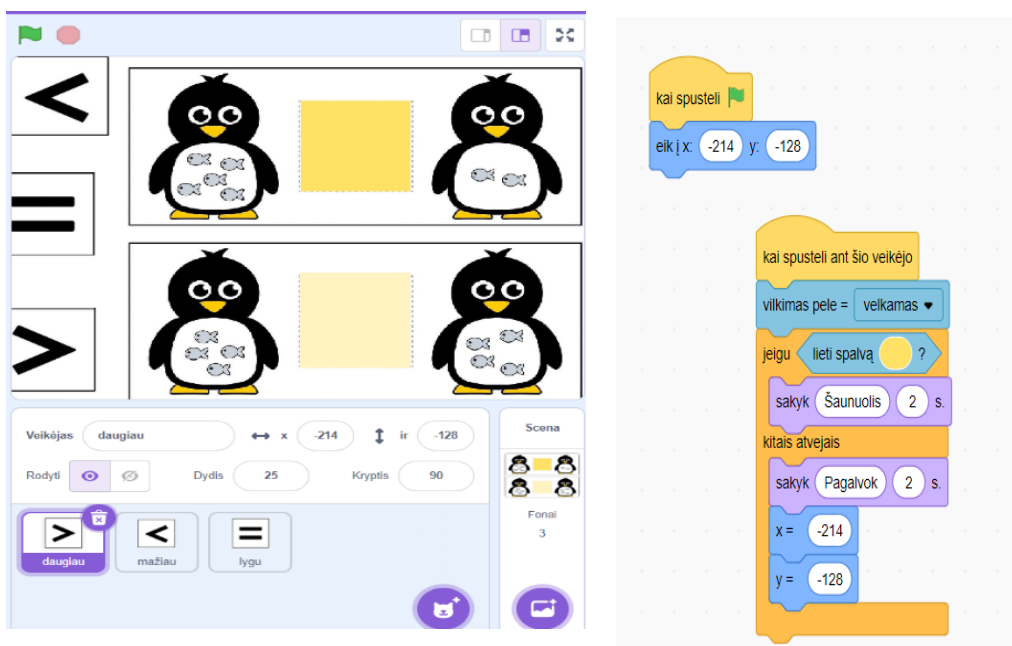 <
=
>
Veikėjas daugiau x -214 ir -128
Rodyti Dydis 25 Kryptis 90
> < =
daugiau mažiau lygu
Scena
Fonai
3
kai spusteli
eik į x: -214 y: -128
kai spusteli ant šio veikėjo
vilkimas pele = velkamas
jeigu lieti spalvą ?
sakyk Šaunuolis 2 s.
kitais atvejais
sakyk Pagalvok 2 s.
x = -214
y = -128